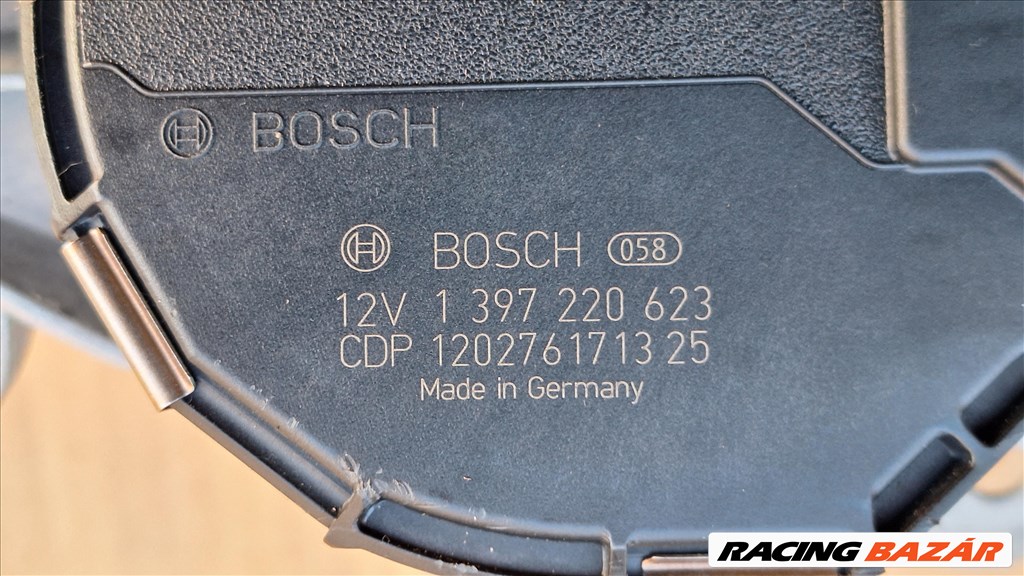 BOSCH
BOSCH 058
12V 1 397 220 623
CDP 1202761713 25
Made in Germany
RACING BAZÁR